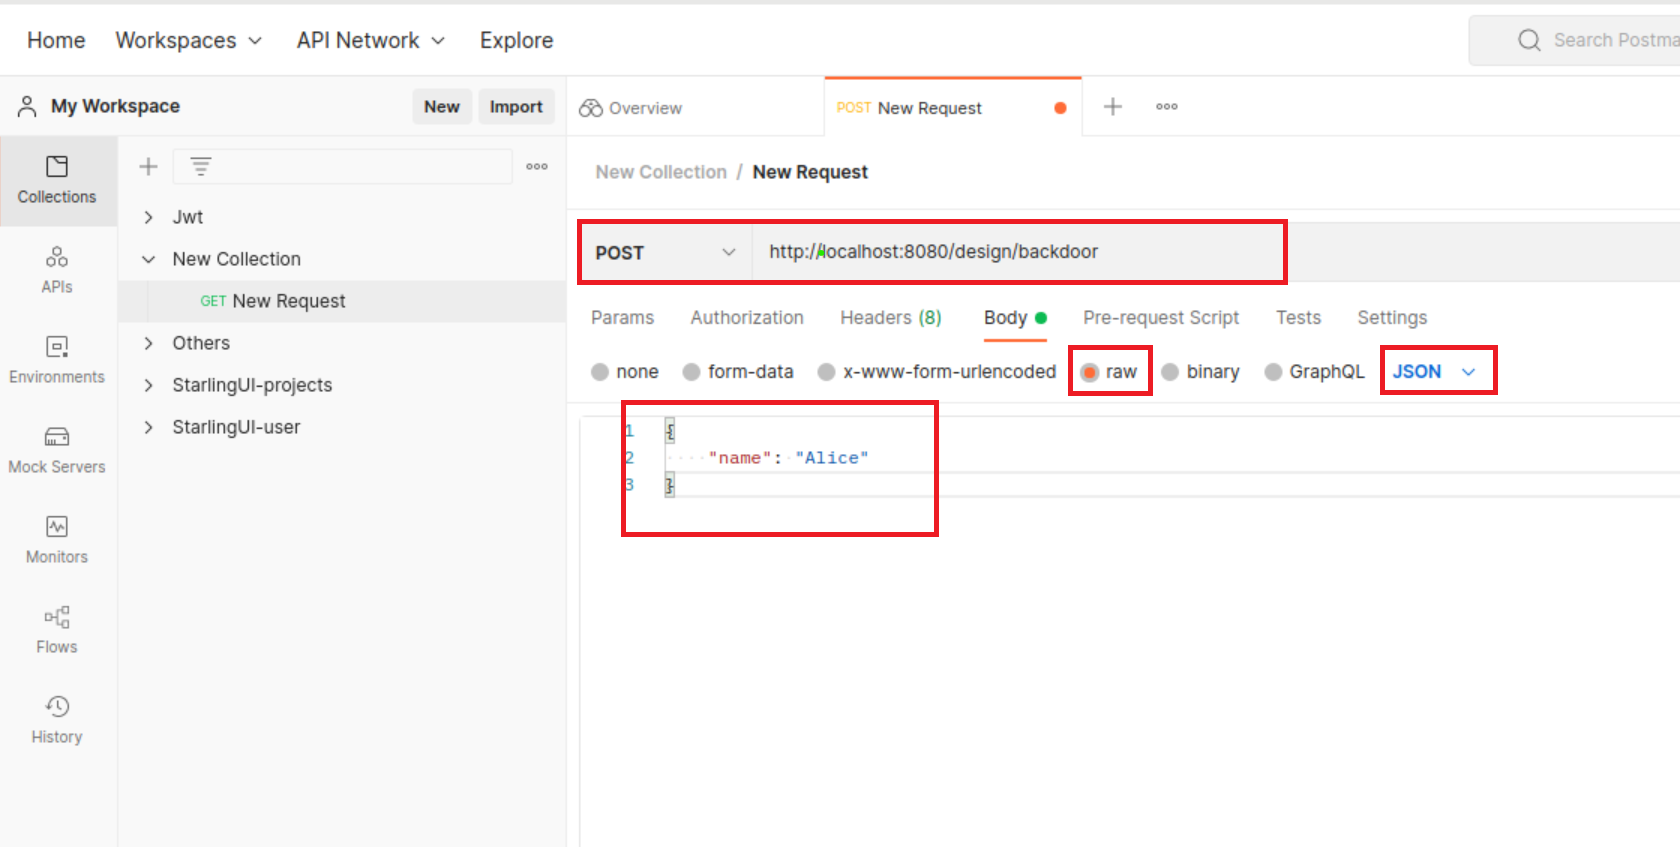 Home Workspaces API Network Explore Search Postma
My Workspace New Import Overview POST New Request
New Collection / New Request
Collections
Jwt
New Collection
GET New Request
Others
StarlingUI-projects
StarlingUI-user
APIs
Environments
Mock Servers
Monitors
Flows
History
POST http://localhost:8080/design/backdoor
Params Authorization Headers (8) Body Pre-request Script Tests Settings
none form-data x-www-form-urlencoded raw binary GraphQL JSON
1 {
2 "name": "Alice"
3 }